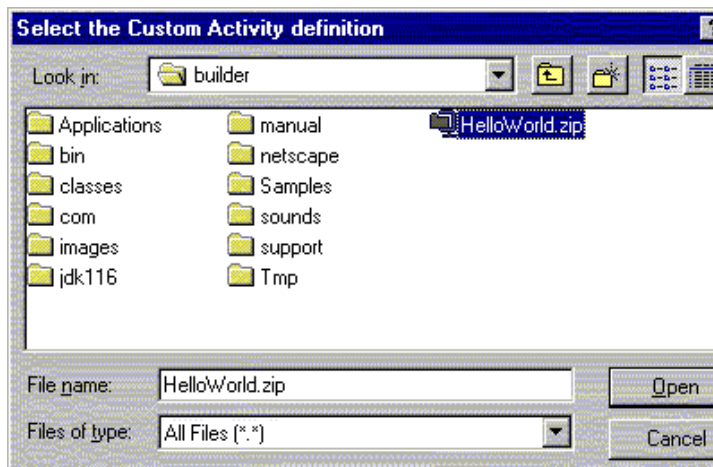 Select the Custom Activity definition
Look in: builder
Applications manual HelloWorld.zip
bin netscape
classes Samples
com sounds
images support
jdk116 Tmp
File name: HelloWorld.zip Open
Files of type: All Files (*.*) Cancel